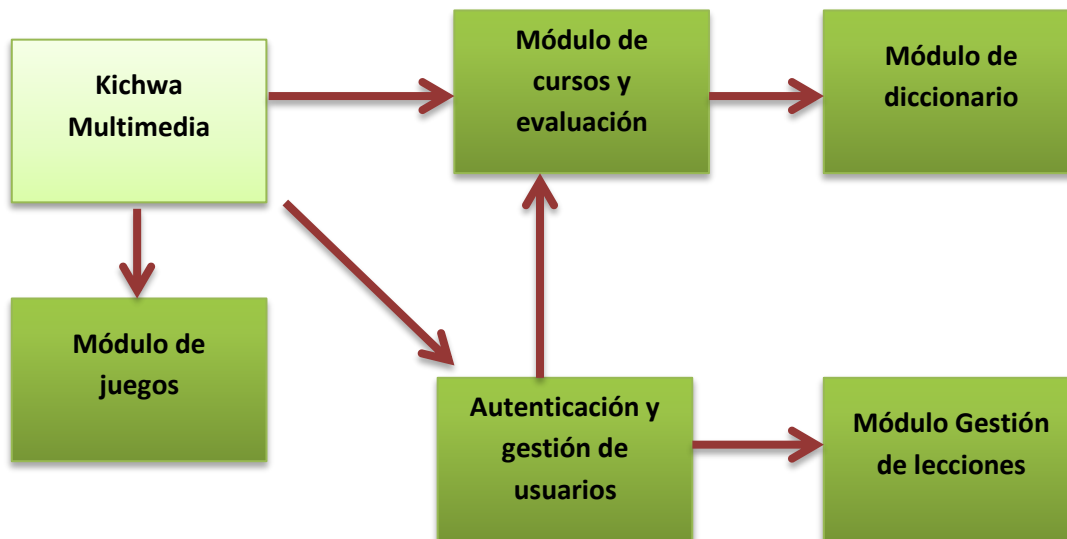 Kichwa
Multimedia
Módulo de
cursos y
evaluación
Módulo de
diccionario
Módulo de
juegos
Autenticación y
gestión de
usuarios
Módulo Gestión
de lecciones